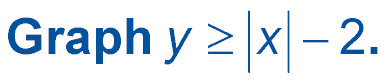 Graph y ≥ |x| – 2.